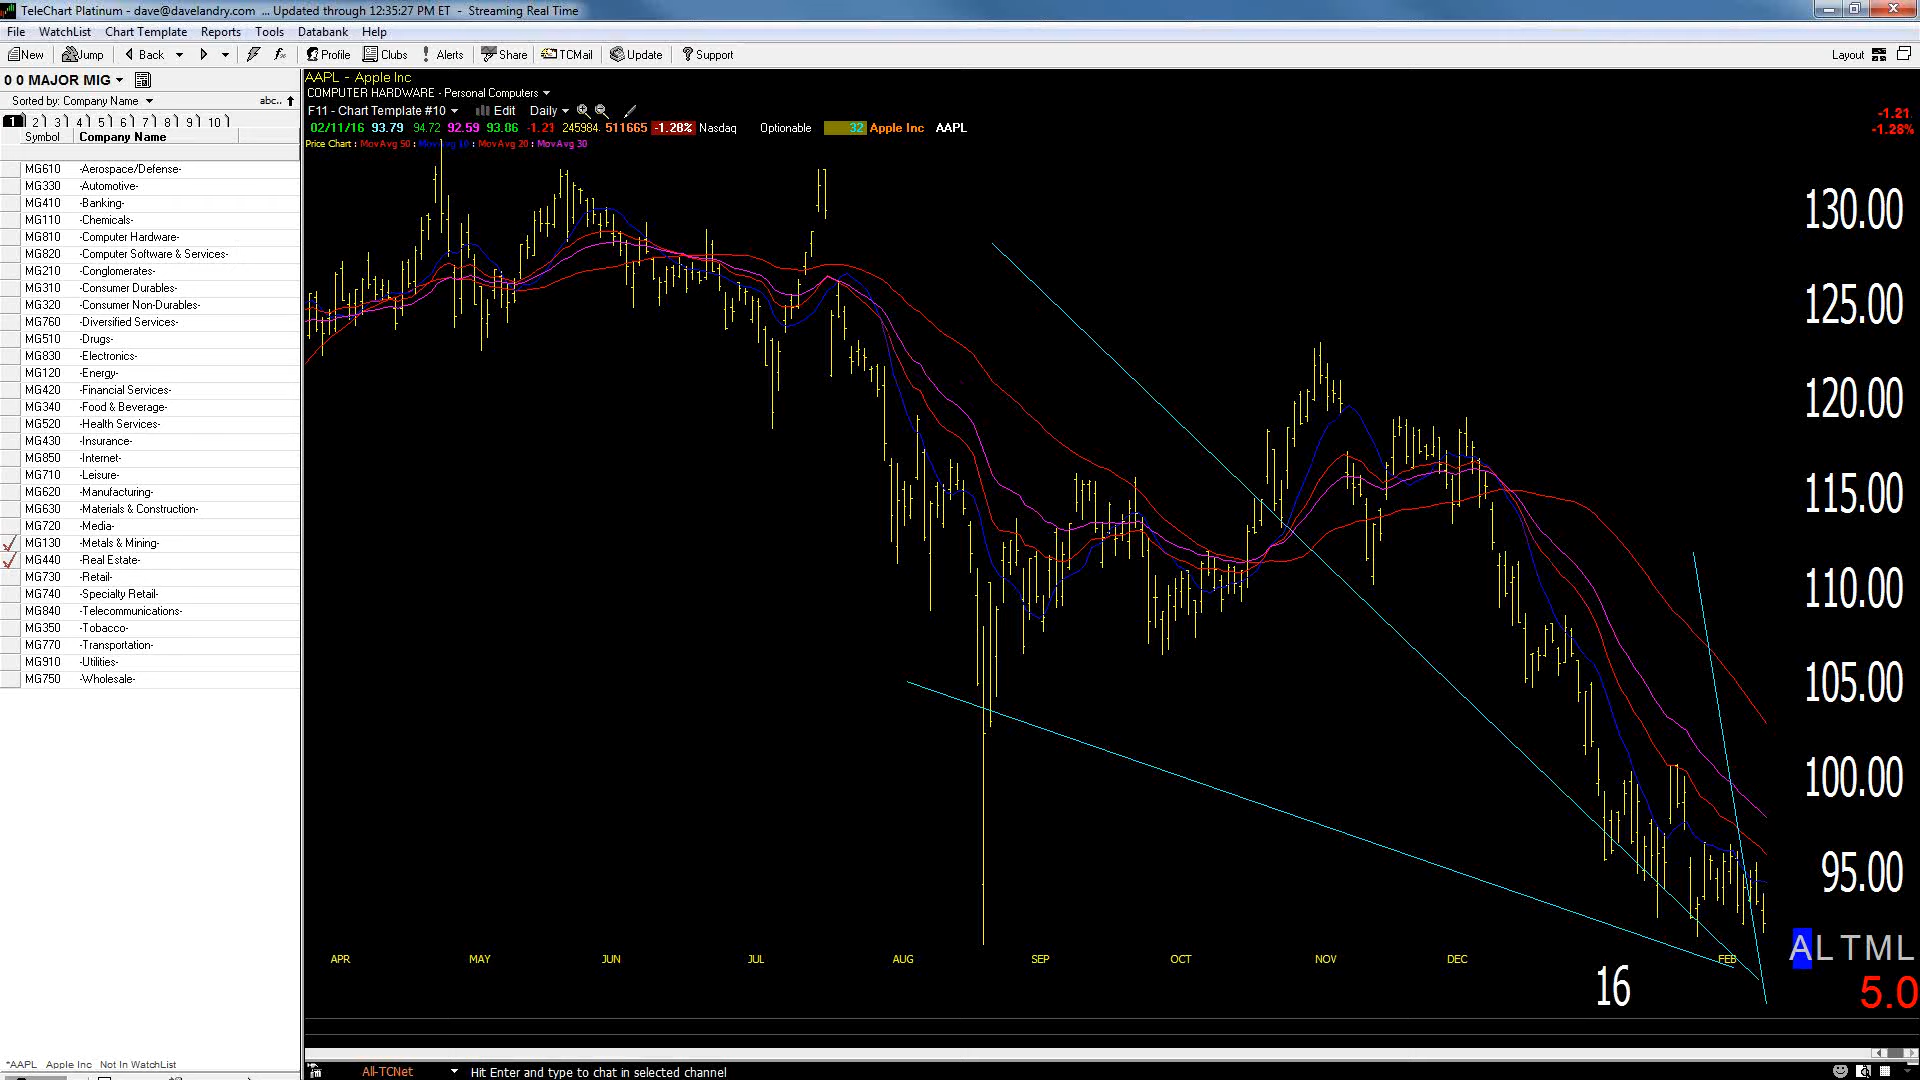 TeleChart Platinum - dave@davelandry.com ... Updated through 12:35:27 PM ET - Streaming Real Time
File WatchList Chart Template Reports Tools Databank Help
New Jump Back Profile Clubs Alerts Share TCMail Update Support Layout
0 0 MAJOR MIG
Sorted by: Company Name abc..
1 2 3 4 5 6 7 8 9 10
Symbol Company Name
MG610 -Aerospace/Defense-
MG330 -Automotive-
MG410 -Banking-
MG110 -Chemicals-
MG810 -Computer Hardware-
MG820 -Computer Software & Services-
MG210 -Conglomerates-
MG310 -Consumer Durables-
MG320 -Consumer Non-Durables-
MG760 -Diversified Services-
MG510 -Drugs-
MG830 -Electronics-
MG120 -Energy-
MG420 -Financial Services-
MG340 -Food & Beverage-
MG520 -Health Services-
MG430 -Insurance-
MG850 -Internet-
MG710 -Leisure-
MG620 -Manufacturing-
MG630 -Materials & Construction-
MG720 -Media-
MG130 -Metals & Mining-
MG440 -Real Estate-
MG730 -Retail-
MG740 -Specialty Retail-
MG840 -Telecommunications-
MG350 -Tobacco-
MG770 -Transportation-
MG910 -Utilities-
MG750 -Wholesale-
*AAPL Apple Inc Not In WatchList
AAPL - Apple Inc
COMPUTER HARDWARE - Personal Computers
F11 - Chart Template #10 Edit Daily
02/11/16 93.79 94.72 92.59 93.86 -1.21 245984. 511665 -1.28% Nasdaq Optionable 32 Apple Inc AAPL
Price Chart : MovAvg 50 : MovAvg 10 : MovAvg 20 : MovAvg 30
-1.21
-1.28%
130.00
125.00
120.00
115.00
110.00
105.00
100.00
95.00
ALTML
5.0
APR MAY JUN JUL AUG SEP OCT NOV DEC FEB
16
All-TCNet Hit Enter and type to chat in selected channel